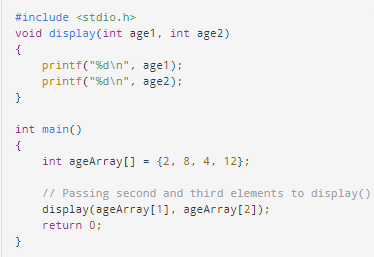 #include <stdio.h>
void display(int age1, int age2)
{
    printf("%d\n", age1);
    printf("%d\n", age2);
}

int main()
{
    int ageArray[] = {2, 8, 4, 12};

    // Passing second and third elements to display()
    display(ageArray[1], ageArray[2]);
    return 0;
}